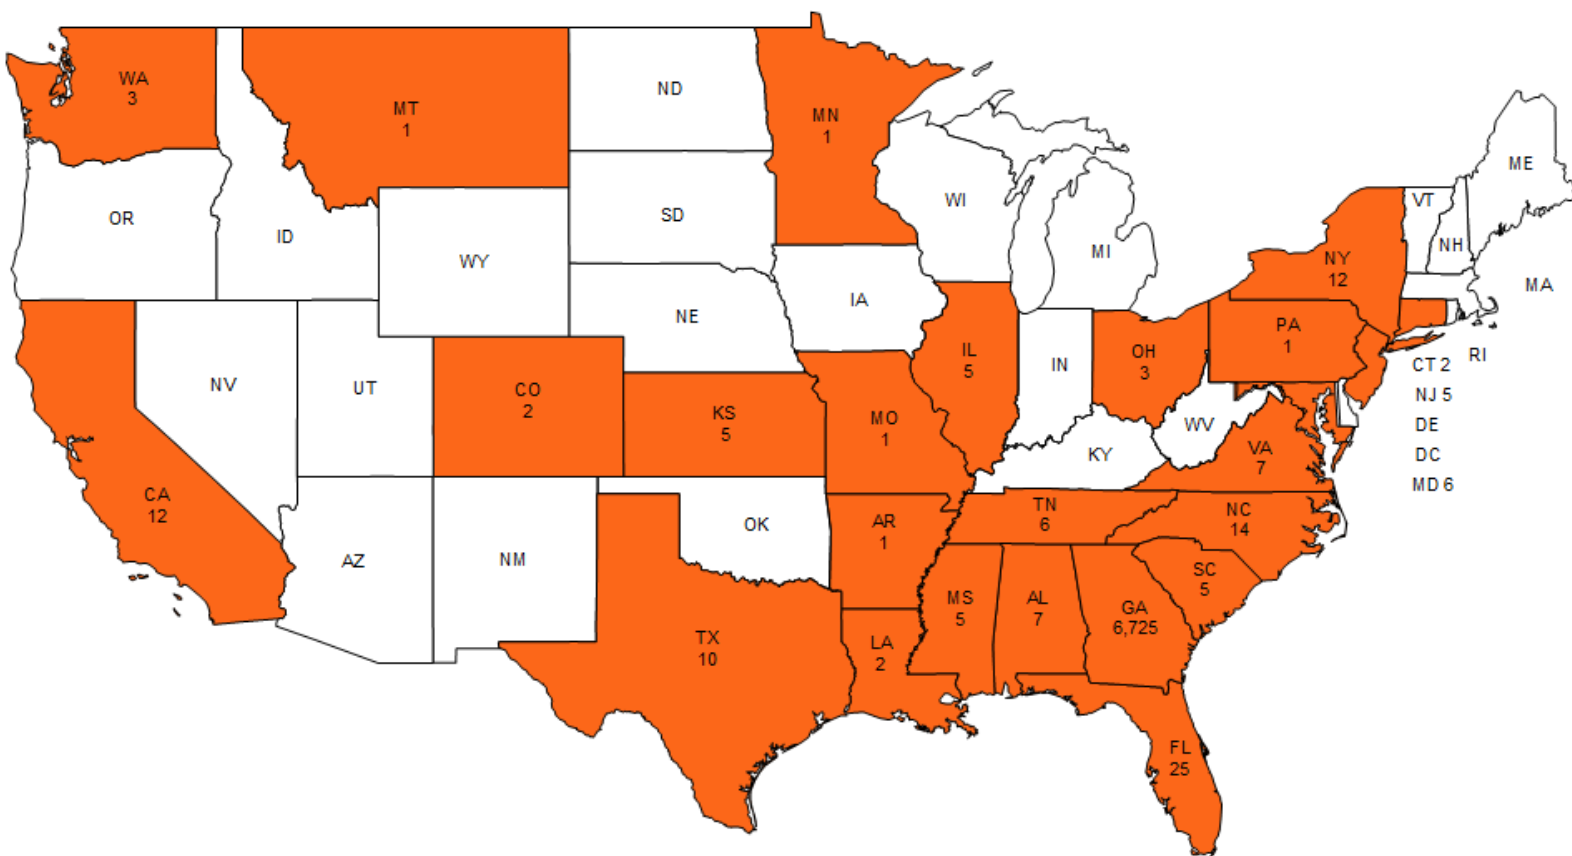 WA
3
MT
1
ND
MN
1
OR
ID
WY
SD
WI
MI
ME
VT
NH
NY
12
MA
NV
UT
CO
2
NE
IA
KS
5
MO
1
IL
5
IN
OH
3
PA
1
RI
CT 2
NJ 5
DE
DC
MD 6
WV
KY
VA
7
CA
12
AZ
NM
OK
AR
1
TN
6
NC
14
SC
5
MS
5
AL
7
GA
6,725
TX
10
LA
2
FL
25